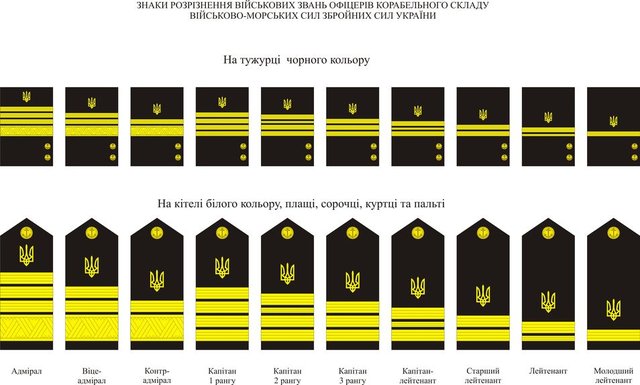 ЗНАКИ РОЗРІЗНЕННЯ ВІЙСЬКОВИХ ЗВАНЬ ОФІЦЕРІВ КОРАБЕЛЬНОГО СКЛАДУ
ВІЙСЬКОВО-МОРСЬКИХ СИЛ ЗБРОЙНИХ СИЛ УКРАЇНИ
На тужурці чорного кольору
На кітелі білого кольору, плащі, сорочці, куртці та пальті
Адмірал
Віце-
адмірал
Контр-
адмірал
Капітан
1 рангу
Капітан
2 рангу
Капітан
3 рангу
Капітан-
лейтенант
Старший
лейтенант
Лейтенант
Молодший
лейтенант